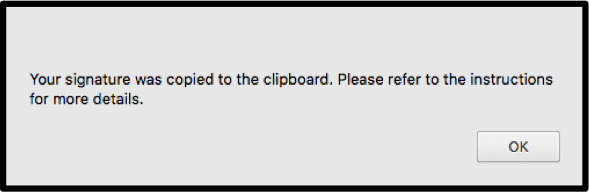 Your signature was copied to the clipboard. Please refer to the instructions
for more details.
OK